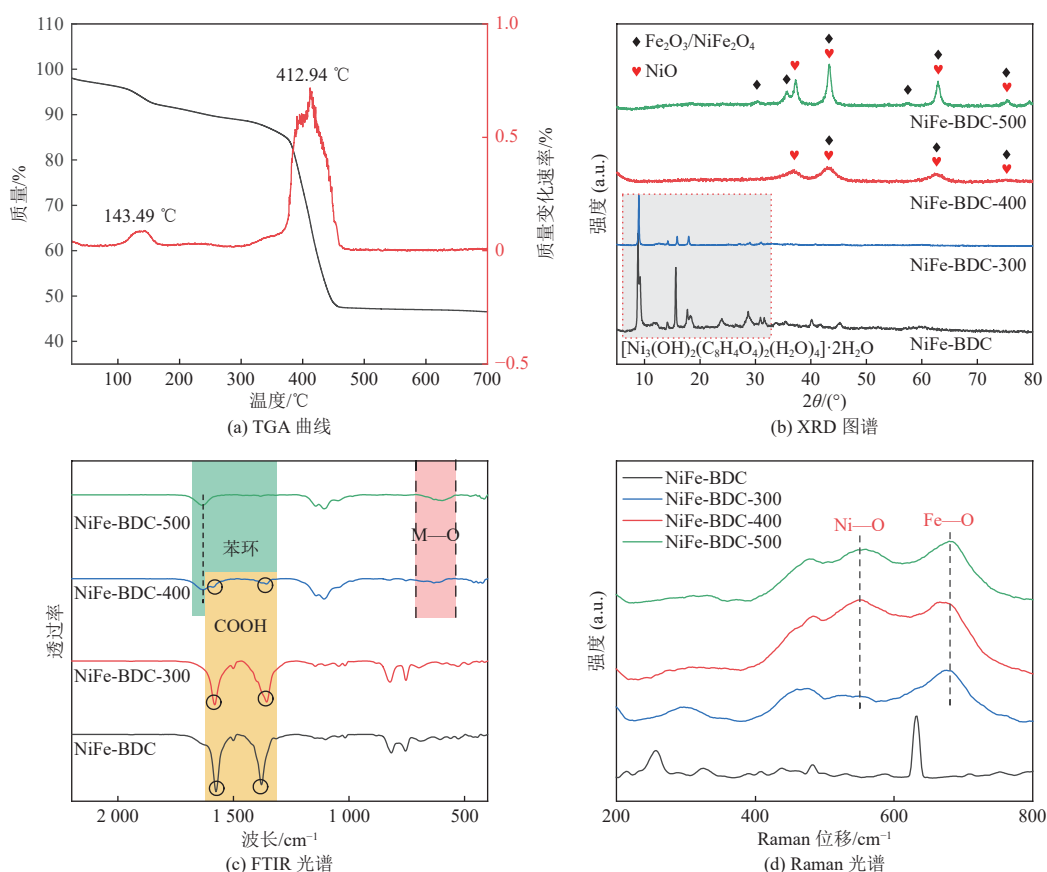 110
100
90
80
70
60
50
40
质量/%
1.0
0.5
0
−0.5
质量变化速率/%
412.94 ℃
143.49 ℃
100 200 300 400 500 600 700
温度/℃
(a) TGA 曲线
♦ Fe₂O₃/NiFe₂O₄
♥ NiO
NiFe-BDC-500
NiFe-BDC-400
NiFe-BDC-300
NiFe-BDC
[Ni₃(OH)₂(C₈H₄O₄)₂(H₂O)₄]·2H₂O
强度 (a.u.)
10 20 30 40 50 60 70 80
2θ/(°)
(b) XRD 图谱
NiFe-BDC-500
苯环
M—O
NiFe-BDC-400
COOH
NiFe-BDC-300
NiFe-BDC
透过率
2 000 1 500 1 000 500
波长/cm⁻¹
(c) FTIR 光谱
NiFe-BDC
NiFe-BDC-300
NiFe-BDC-400
NiFe-BDC-500
Ni—O
Fe—O
强度 (a.u.)
200 400 600 800
Raman 位移/cm⁻¹
(d) Raman 光谱